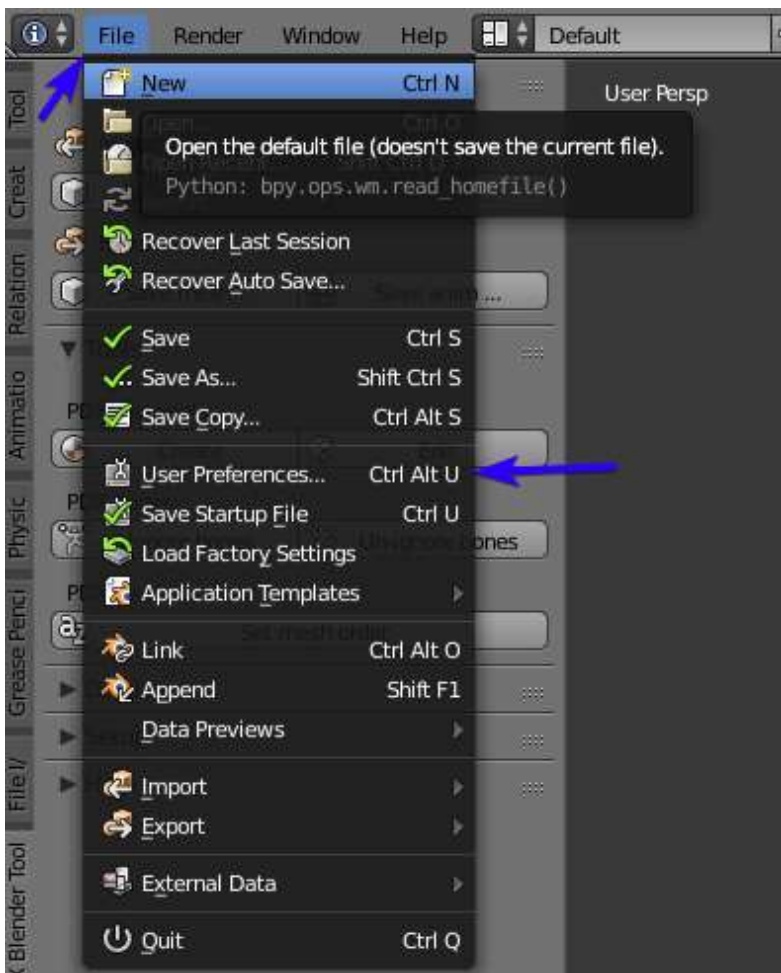 File Render Window Help Default
New Ctrl N
User Persp
Open the default file (doesn't save the current file).
Python: bpy.ops.wm.read_homefile()
Recover Last Session
Recover Auto Save...
Save Ctrl S
Save As... Shift Ctrl S
Save Copy... Ctrl Alt S
User Preferences... Ctrl Alt U
Save Startup File Ctrl U
Load Factory Settings
bones
Application Templates
Set mesh order
Link Ctrl Alt O
Append Shift F1
Data Previews
Import
Export
External Data
Quit Ctrl Q
Tool
Creat
Relation
Animatio
Physic
Grease Penci
File I/
Blender Tool